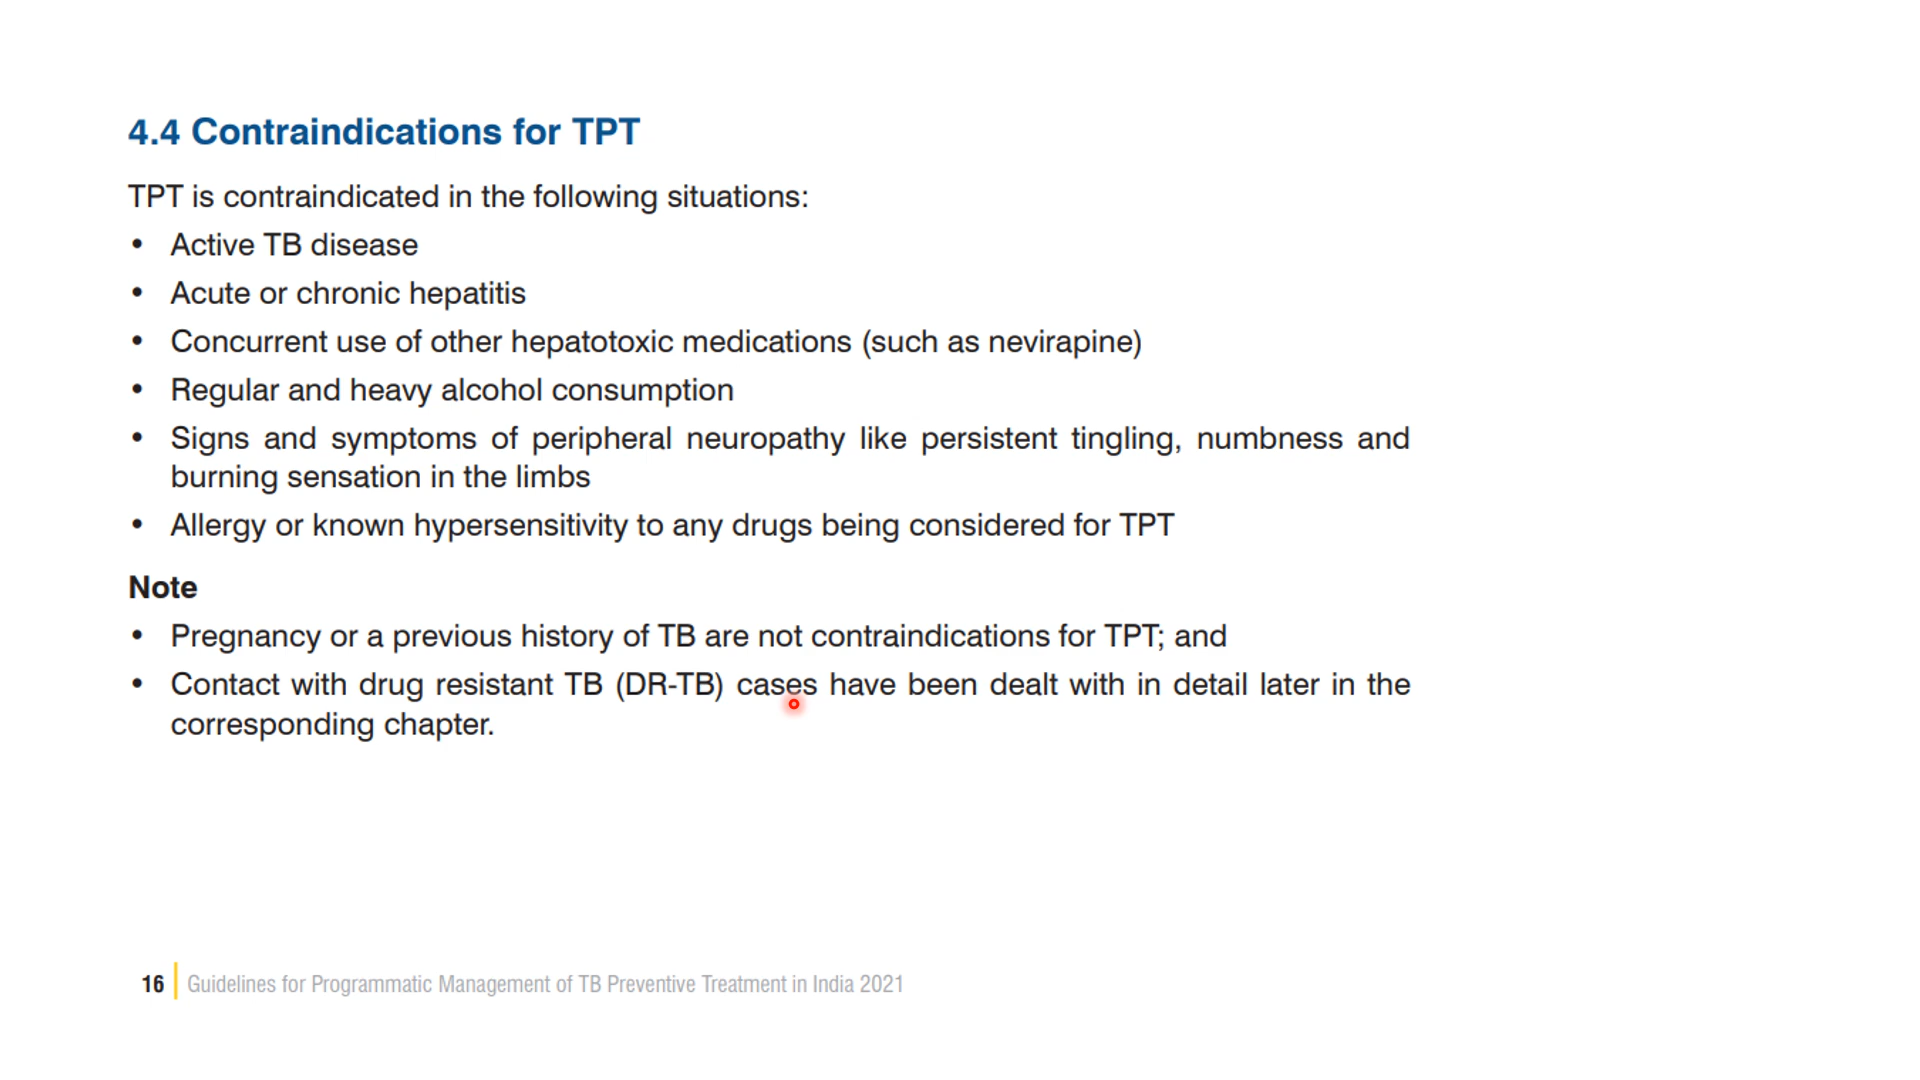 4.4 Contraindications for TPT
TPT is contraindicated in the following situations:
• Active TB disease
• Acute or chronic hepatitis
• Concurrent use of other hepatotoxic medications (such as nevirapine)
• Regular and heavy alcohol consumption
• Signs and symptoms of peripheral neuropathy like persistent tingling, numbness and
burning sensation in the limbs
• Allergy or known hypersensitivity to any drugs being considered for TPT
Note
• Pregnancy or a previous history of TB are not contraindications for TPT; and
• Contact with drug resistant TB (DR-TB) cases have been dealt with in detail later in the
corresponding chapter.
16 Guidelines for Programmatic Management of TB Preventive Treatment in India 2021